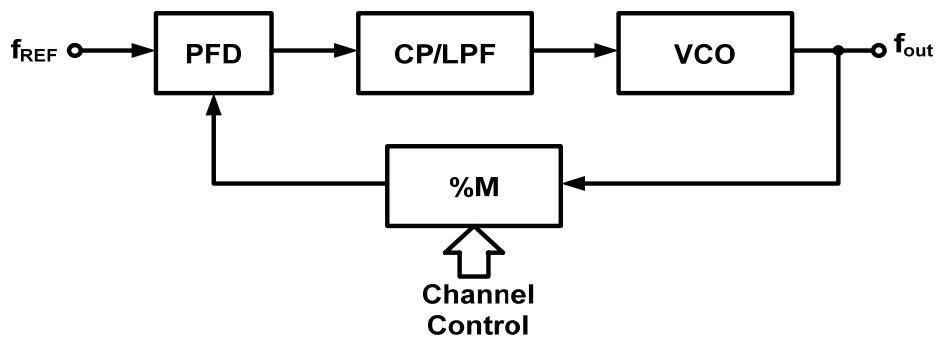 fREF
PFD
CP/LPF
VCO
fout
%M
Channel
Control